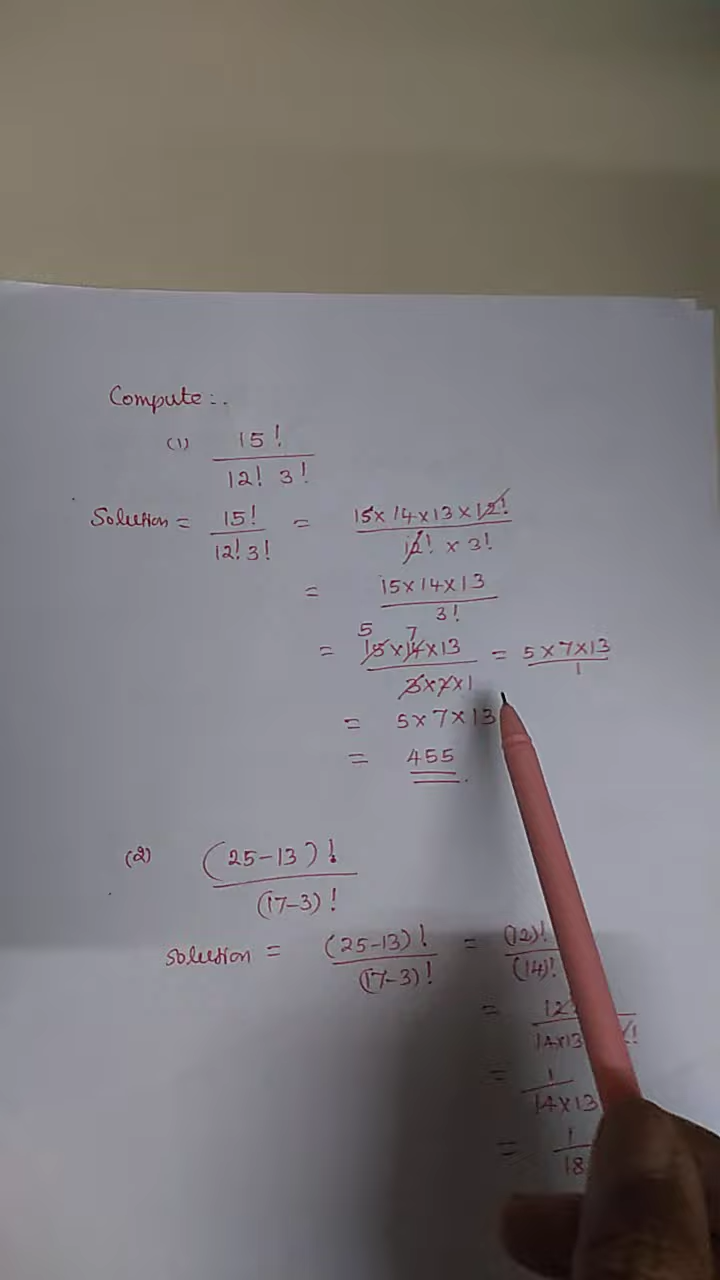 Compute:.
(1) 15! / 12! 3!
Solution = 15! / 12! 3! = 15 × 14 × 13 × 12! / 12! × 3!
= 15 × 14 × 13 / 3!
= 5 7 15 × 14 × 13 / 3 × 2 × 1 = 5 × 7 × 13 / 1
= 5 × 7 × 13
= 455.
(2) (25-13)! / (17-3)!
Solution = (25-13)! / (17-3)! = (12)! / (14)!
= 12 / 14 × 13
= 1 / 14 × 13
= 1 / 18